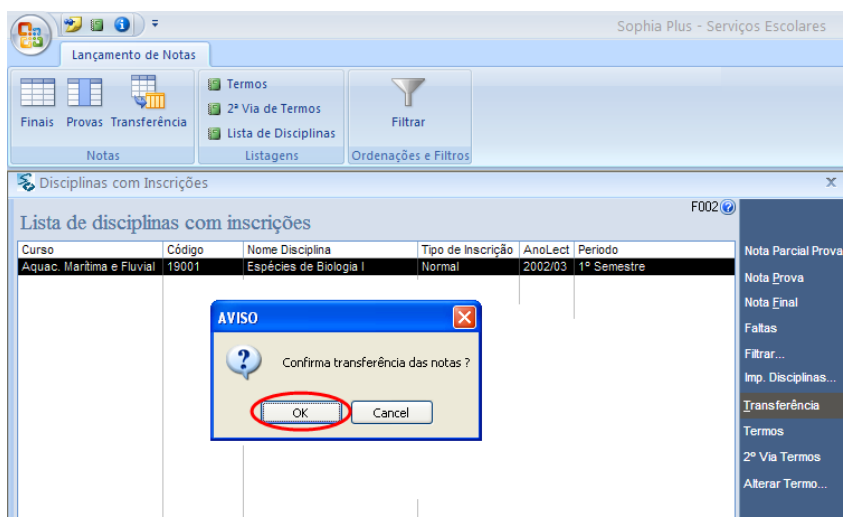 Sophia Plus - Serviços Escolares
Lançamento de Notas
Finais Provas Transferência
Notas
Termos
2ª Via de Termos
Lista de Disciplinas
Listagens
Filtrar
Ordenações e Filtros
Disciplinas com Inscrições
F002
Lista de disciplinas com inscrições
Curso Código Nome Disciplina Tipo de Inscrição AnoLect Periodo
Aquac. Marítima e Fluvial 19001 Espécies de Biologia I Normal 2002/03 1º Semestre
AVISO
Confirma transferência das notas ?
OK Cancel
Nota Parcial Prova
Nota Prova
Nota Final
Faltas
Filtrar...
Imp. Disciplinas...
Transferência
Termos
2º Via Termos
Alterar Termo...